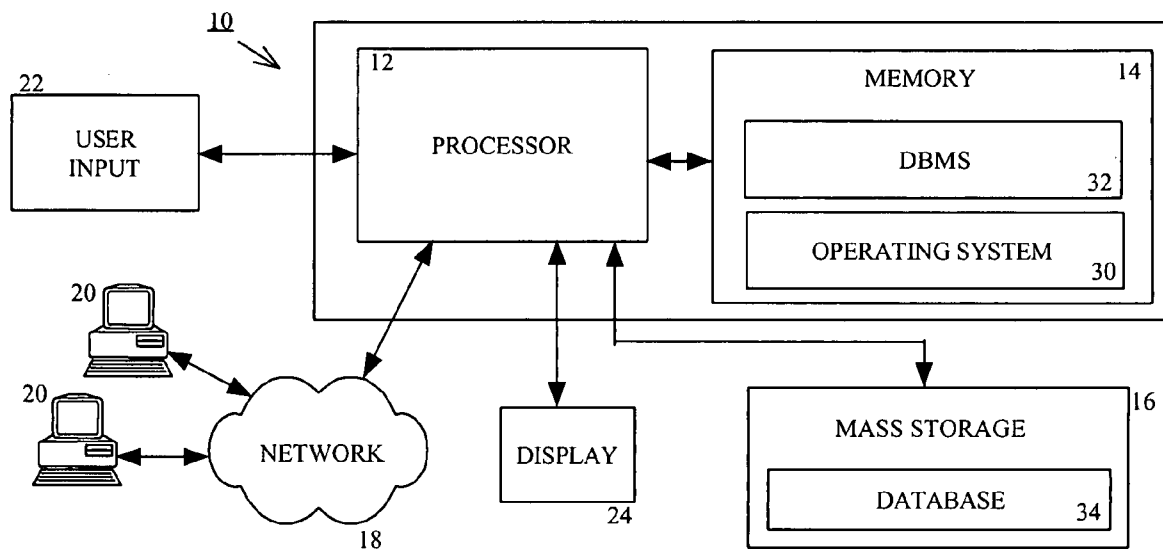 10
12
PROCESSOR
MEMORY
14
DBMS
32
OPERATING SYSTEM
30
22
USER
INPUT
20
20
NETWORK
18
DISPLAY
24
16
MASS STORAGE
DATABASE
34